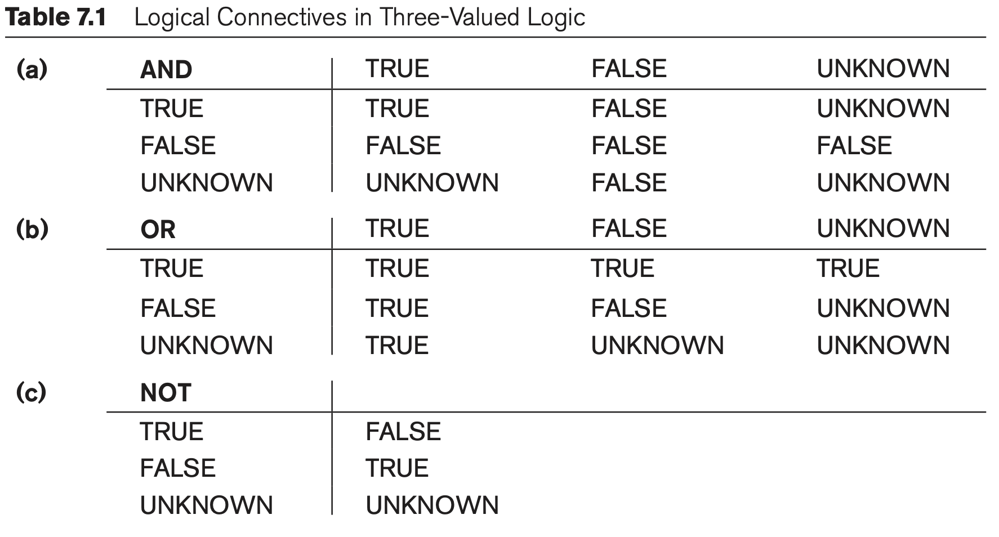 Table 7.1 Logical Connectives in Three-Valued Logic
(a) AND TRUE FALSE UNKNOWN
TRUE TRUE FALSE UNKNOWN
FALSE FALSE FALSE FALSE
UNKNOWN UNKNOWN FALSE UNKNOWN
(b) OR TRUE FALSE UNKNOWN
TRUE TRUE TRUE TRUE
FALSE TRUE FALSE UNKNOWN
UNKNOWN TRUE UNKNOWN UNKNOWN
(c) NOT
TRUE FALSE
FALSE TRUE
UNKNOWN UNKNOWN